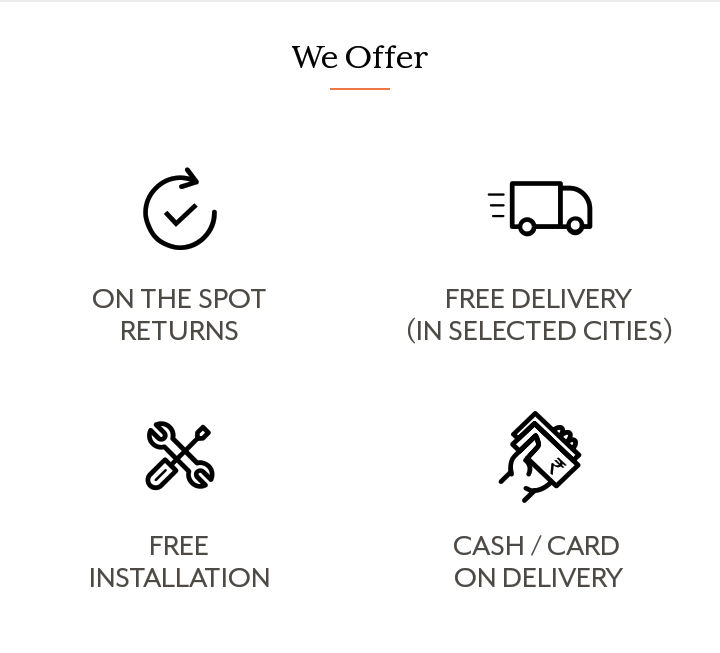 We Offer
ON THE SPOT
RETURNS
FREE DELIVERY
(IN SELECTED CITIES)
FREE
INSTALLATION
CASH / CARD
ON DELIVERY